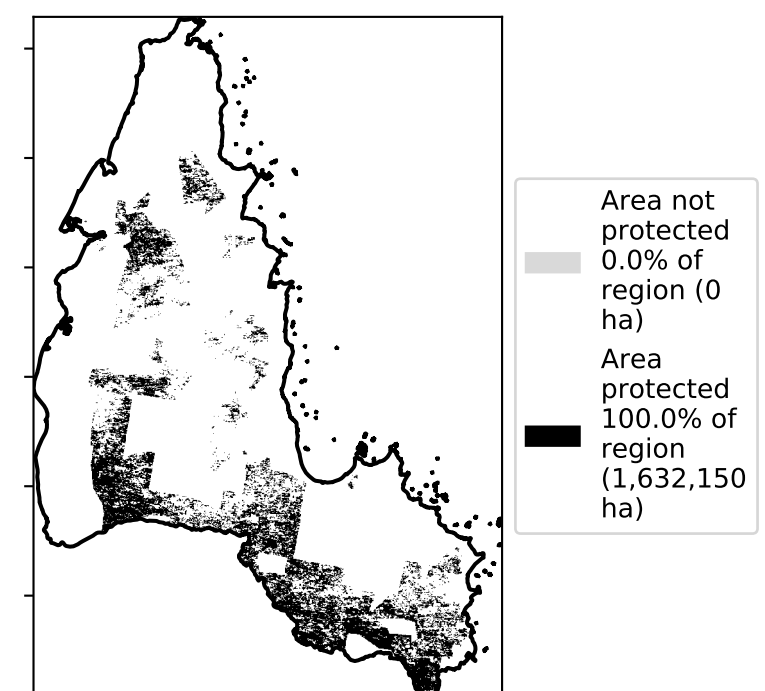 Area not
protected
0.0% of
region (0
ha)
Area
protected
100.0% of
region
(1,632,150
ha)